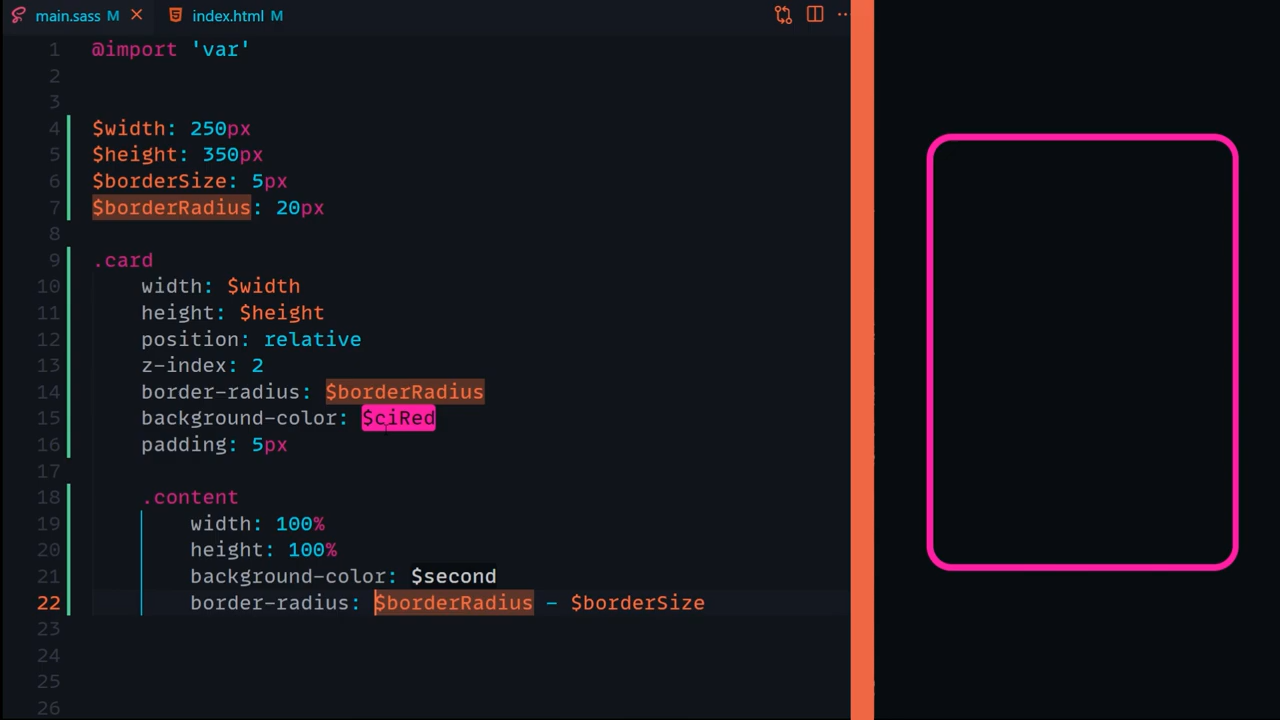 main.sass M index.html M
1 @import 'var'
2
3
4 $width: 250px
5 $height: 350px
6 $borderSize: 5px
7 $borderRadius: 20px
8
9 .card
10 width: $width
11 height: $height
12 position: relative
13 z-index: 2
14 border-radius: $borderRadius
15 background-color: $ciRed
16 padding: 5px
17
18 .content
19 width: 100%
20 height: 100%
21 background-color: $second
22 border-radius: $borderRadius - $borderSize
23
24
25
26